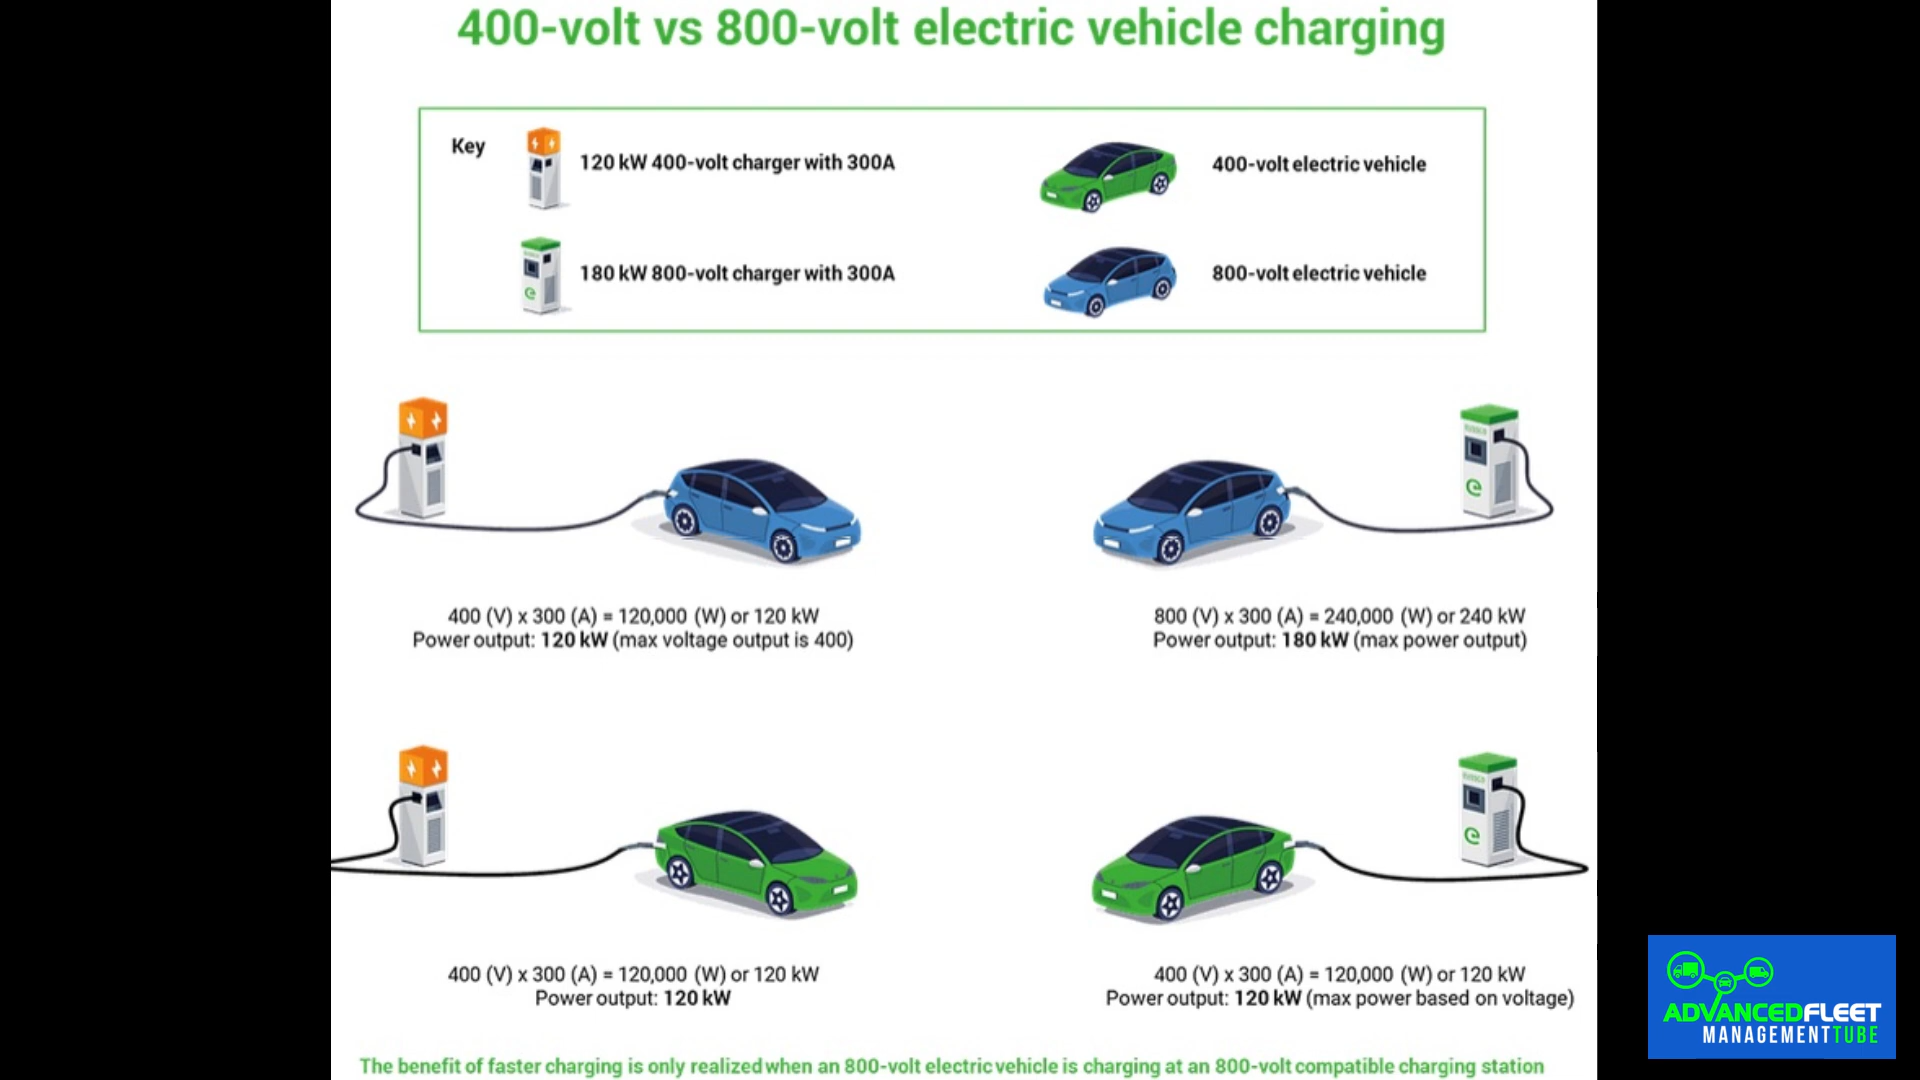 400-volt vs 800-volt electric vehicle charging
Key
120 kW 400-volt charger with 300A
400-volt electric vehicle
180 kW 800-volt charger with 300A
800-volt electric vehicle
400 (V) x 300 (A) = 120,000 (W) or 120 kW
Power output: 120 kW (max voltage output is 400)
800 (V) x 300 (A) = 240,000 (W) or 240 kW
Power output: 180 kW (max power output)
400 (V) x 300 (A) = 120,000 (W) or 120 kW
Power output: 120 kW
400 (V) x 300 (A) = 120,000 (W) or 120 kW
Power output: 120 kW (max power based on voltage)
The benefit of faster charging is only realized when an 800-volt electric vehicle is charging at an 800-volt compatible charging station
ADVANCEDFLEET
MANAGEMENTTUBE